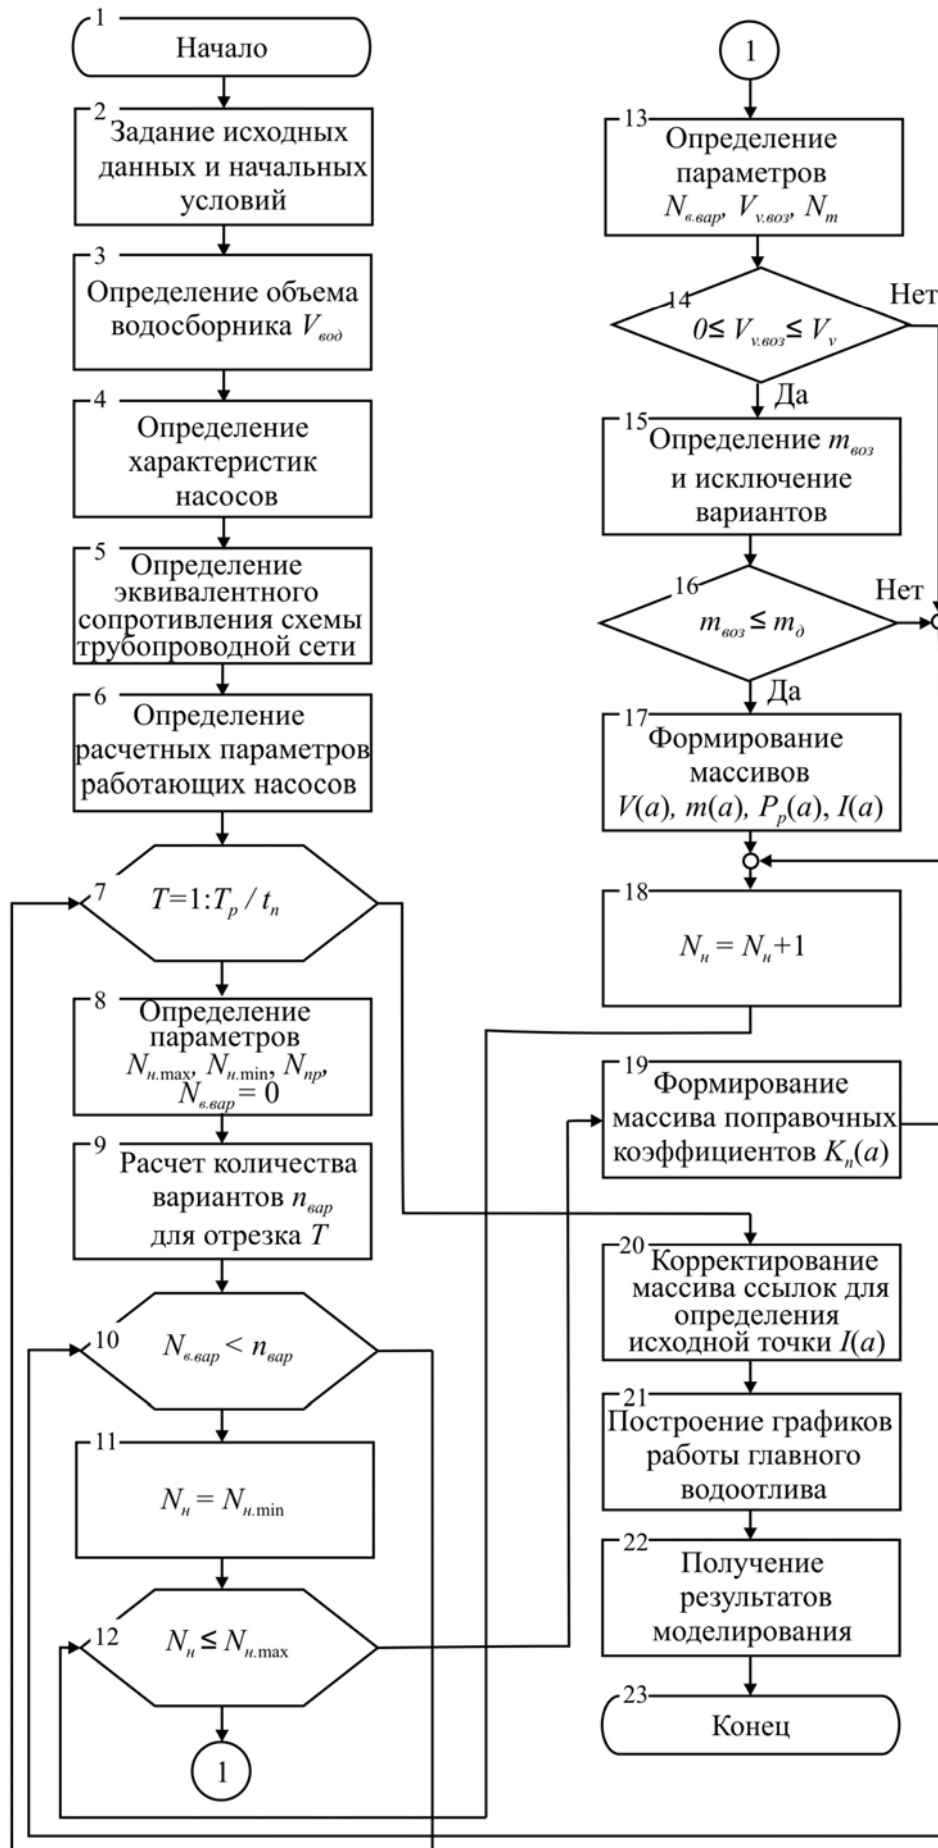 1
Начало
2
Задание исходных
данных и начальных
условий
3
Определение объема
водосборника V_вод
4
Определение
характеристик
насосов
5
Определение
эквивалентного
сопротивления схемы
трубопроводной сети
6
Определение
расчетных параметров
работающих насосов
7
T=1:T_p / t_n
8
Определение
параметров
N_н.max, N_н.min, N_пр,
N_в.вар = 0
9
Расчет количества
вариантов n_вар
для отрезка T
10
N_в.вар < n_вар
11
N_н = N_н.min
12
N_н ≤ N_н.max
1
1
13
Определение
параметров
N_в.вар, V_v.воз, N_m
14
0≤ V_v.воз ≤ V_v
Нет
Да
15
Определение m_воз
и исключение
вариантов
16
m_воз ≤ m_д
Нет
Да
17
Формирование
массивов
V(a), m(a), P_p(a), I(a)
18
N_н = N_н+1
19
Формирование
массива поправочных
коэффициентов K_n(a)
20
Корректирование
массива ссылок для
определения
исходной точки I(a)
21
Построение графиков
работы главного
водоотлива
22
Получение
результатов
моделирования
23
Конец